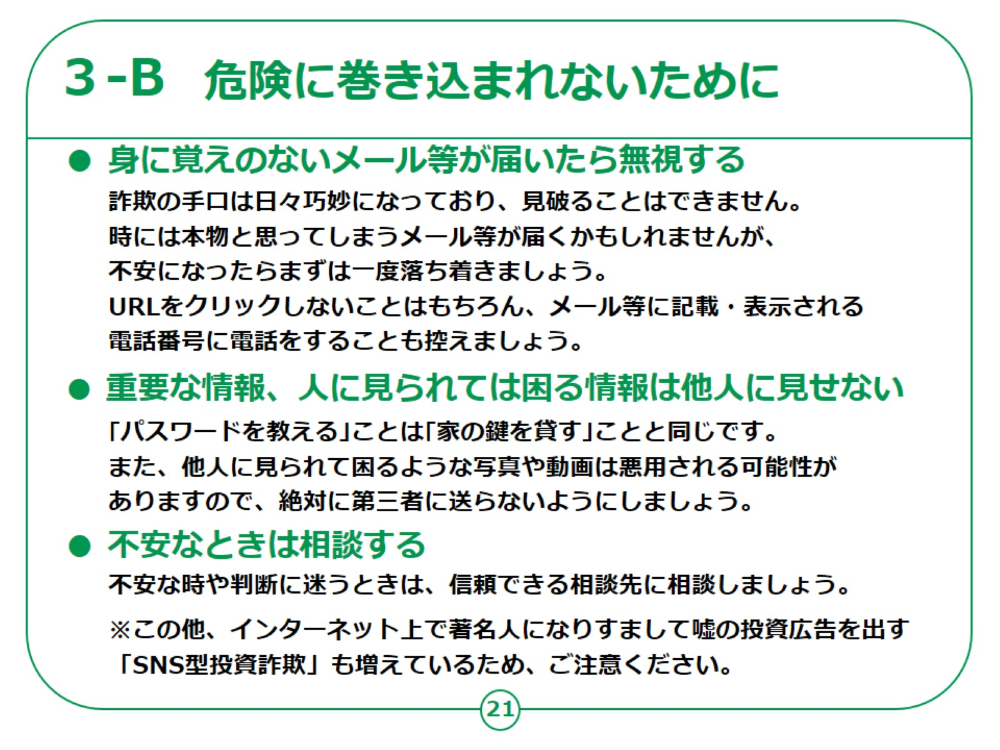 ３-B　危険に巻き込まれないために
● 身に覚えのないメール等が届いたら無視する
詐欺の手口は日々巧妙になっており、見破ることはできません。
時には本物と思ってしまうメール等が届くかもしれませんが、
不安になったらまずは一度落ち着きましょう。
URLをクリックしないことはもちろん、メール等に記載・表示される
電話番号に電話をすることも控えましょう。
● 重要な情報、人に見られては困る情報は他人に見せない
｢パスワードを教える｣ことは｢家の鍵を貸す｣ことと同じです。
また、他人に見られて困るような写真や動画は悪用される可能性が
ありますので、絶対に第三者に送らないようにしましょう。
● 不安なときは相談する
不安な時や判断に迷うときは、信頼できる相談先に相談しましょう。
※この他、インターネット上で著名人になりすまして嘘の投資広告を出す
「SNS型投資詐欺」も増えているため、ご注意ください。
21